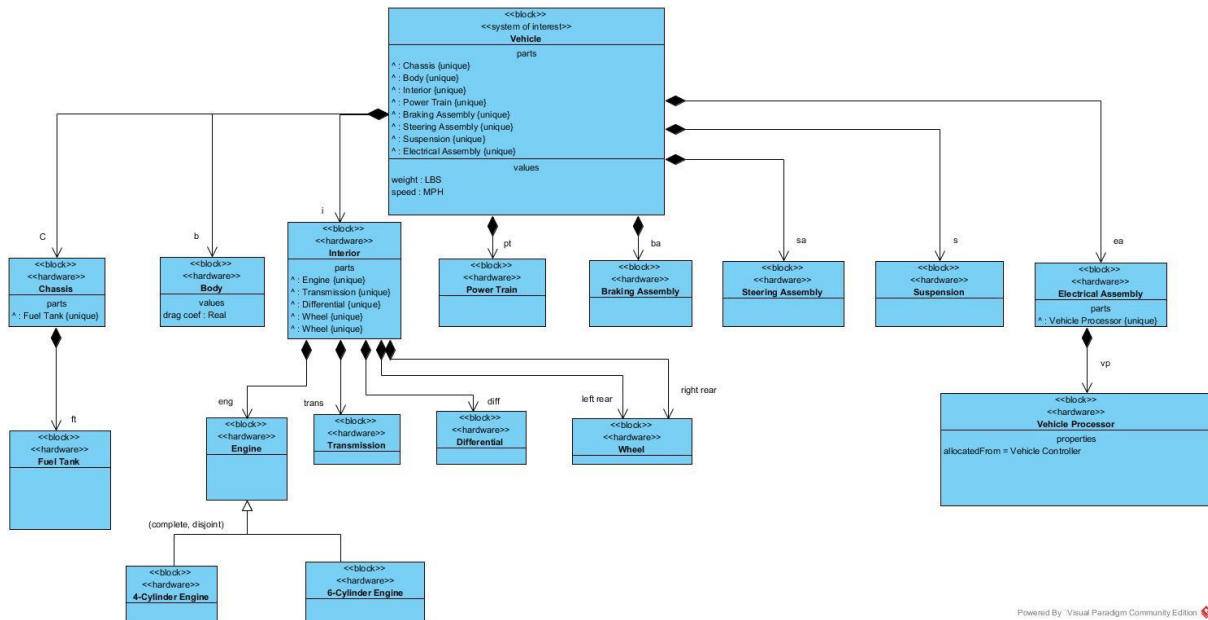 <<block>>
<<system of interest>>
Vehicle
parts
^ : Chassis {unique}
^ : Body {unique}
^ : Interior {unique}
^ : Power Train {unique}
^ : Braking Assembly {unique}
^ : Steering Assembly {unique}
^ : Suspension {unique}
^ : Electrical Assembly {unique}
values
weight : LBS
speed : MPH
C
b
i
pt
ba
sa
s
ea
<<block>>
<<hardware>>
Chassis
parts
^ : Fuel Tank {unique}
<<block>>
<<hardware>>
Body
values
drag coef : Real
<<block>>
<<hardware>>
Interior
parts
^ : Engine {unique}
^ : Transmission {unique}
^ : Differential {unique}
^ : Wheel {unique}
^ : Wheel {unique}
<<block>>
<<hardware>>
Power Train
<<block>>
<<hardware>>
Braking Assembly
<<block>>
<<hardware>>
Steering Assembly
<<block>>
<<hardware>>
Suspension
<<block>>
<<hardware>>
Electrical Assembly
parts
^ : Vehicle Processor {unique}
ft
eng
trans
diff
left rear
right rear
vp
<<block>>
<<hardware>>
Fuel Tank
<<block>>
<<hardware>>
Engine
<<block>>
<<hardware>>
Transmission
<<block>>
<<hardware>>
Differential
<<block>>
<<hardware>>
Wheel
<<block>>
<<hardware>>
Vehicle Processor
properties
allocatedFrom = Vehicle Controller
(complete, disjoint)
<<block>>
<<hardware>>
4-Cylinder Engine
<<block>>
<<hardware>>
6-Cylinder Engine
Powered By Visual Paradigm Community Edition